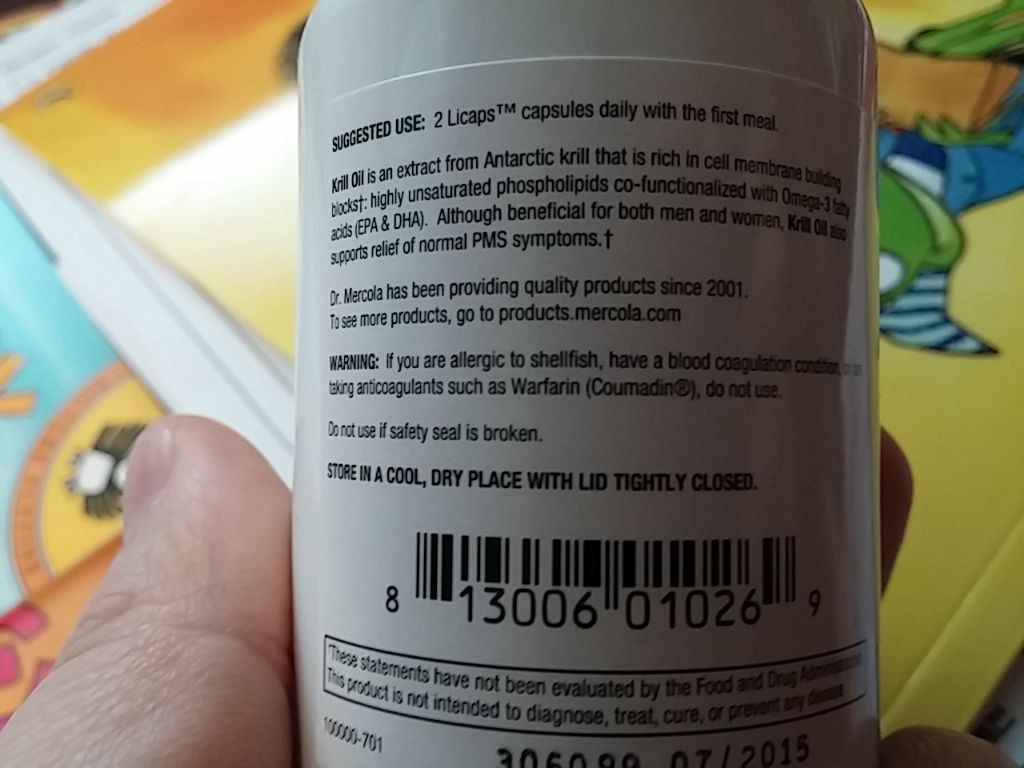 SUGGESTED USE: 2 Licaps™ capsules daily with the first meal.
Krill Oil is an extract from Antarctic krill that is rich in cell membrane building
blocks†: highly unsaturated phospholipids co-functionalized with Omega-3 fatty
acids (EPA & DHA). Although beneficial for both men and women, Krill Oil also
supports relief of normal PMS symptoms.†
Dr. Mercola has been providing quality products since 2001.
To see more products, go to products.mercola.com
WARNING: If you are allergic to shellfish, have a blood coagulation condition, or are
taking anticoagulants such as Warfarin (Coumadin®), do not use.
Do not use if safety seal is broken.
STORE IN A COOL, DRY PLACE WITH LID TIGHTLY CLOSED.
8 13006 01026 9
†These statements have not been evaluated by the Food and Drug Administration.
This product is not intended to diagnose, treat, cure, or prevent any disease.
100000-701
07/2015